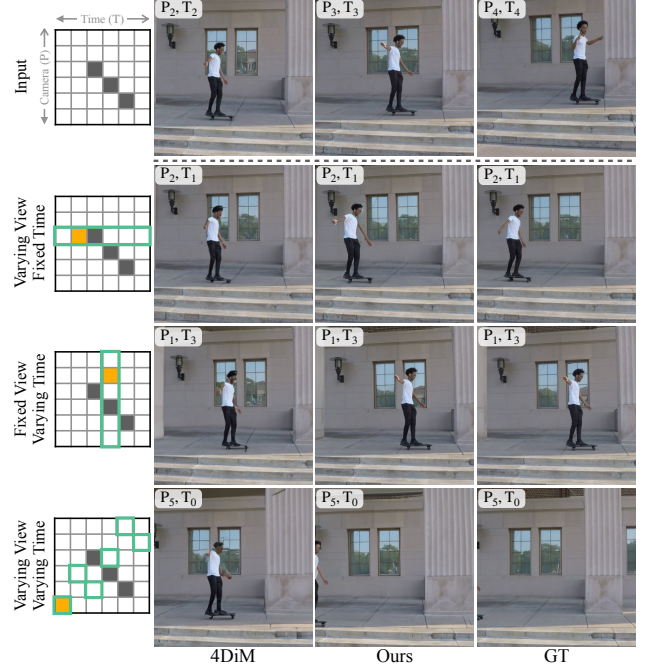 Time (T)
Camera (P)
Input
P2, T2
P3, T3
P4, T4
Varying View
Fixed Time
P2, T1
P2, T1
P2, T1
Fixed View
Varying Time
P1, T3
P1, T3
P1, T3
Varying View
Varying Time
P5, T0
P5, T0
P5, T0
4DiM
Ours
GT